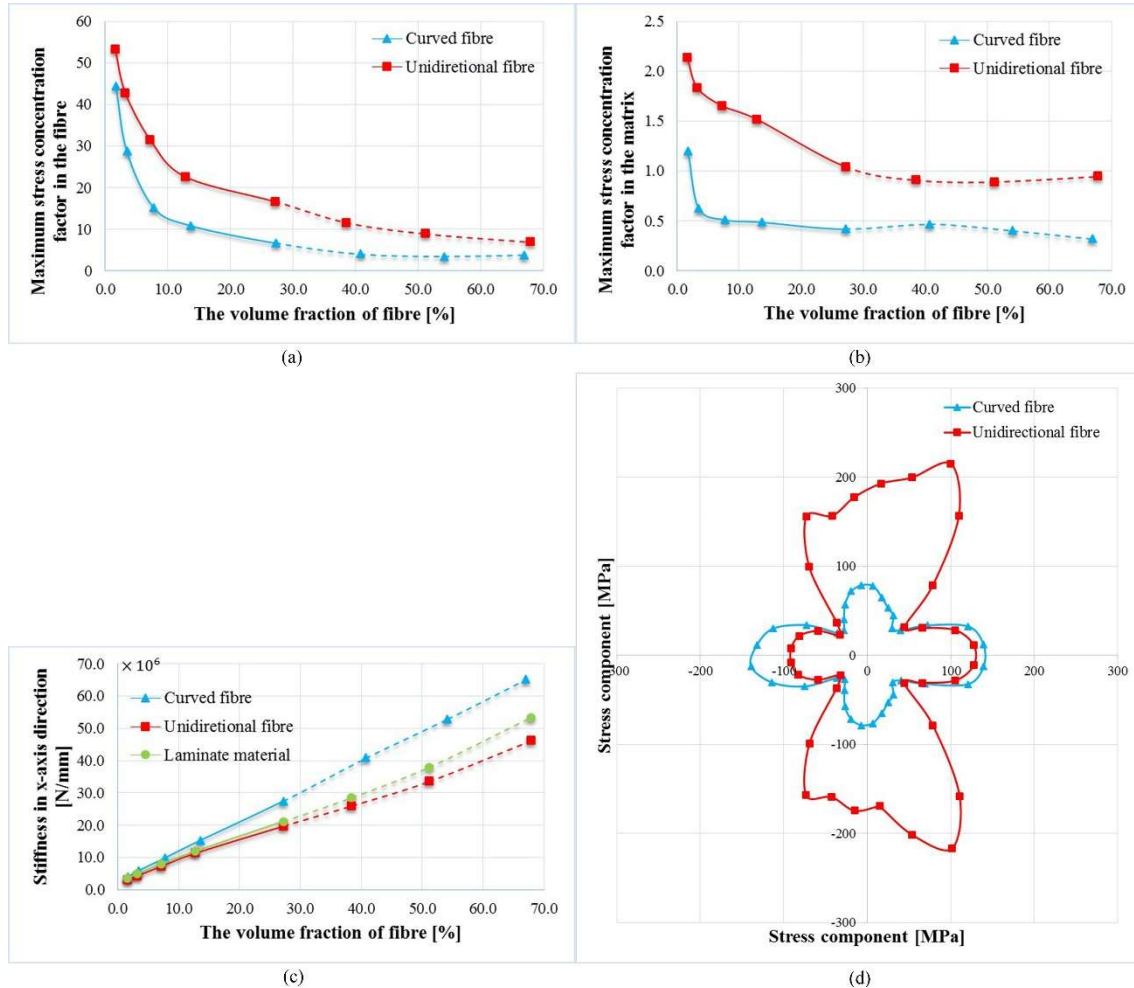 60
50
40
30
20
10
0
Maximum stress concentration
factor in the fibre
Curved fibre
Unidiretional fibre
0.0 10.0 20.0 30.0 40.0 50.0 60.0 70.0
The volume fraction of fibre [%]
(a)
2.5
2.0
1.5
1.0
0.5
0.0
Maximum stress concentration
factor in the matrix
Curved fibre
Unidiretional fibre
0.0 10.0 20.0 30.0 40.0 50.0 60.0 70.0
The volume fraction of fibre [%]
(b)
70.0
60.0
50.0
40.0
30.0
20.0
10.0
0.0
× 10⁶
Stiffness in x-axis direction
[N/mm]
Curved fibre
Unidiretional fibre
Laminate material
0.0 10.0 20.0 30.0 40.0 50.0 60.0 70.0
The volume fraction of fibre [%]
(c)
300
200
100
0
-100
-200
-300
Curved fibre
Unidirectional fibre
-300 -200 -100 0 100 200 300
Stress component [MPa]
Stress component [MPa]
(d)